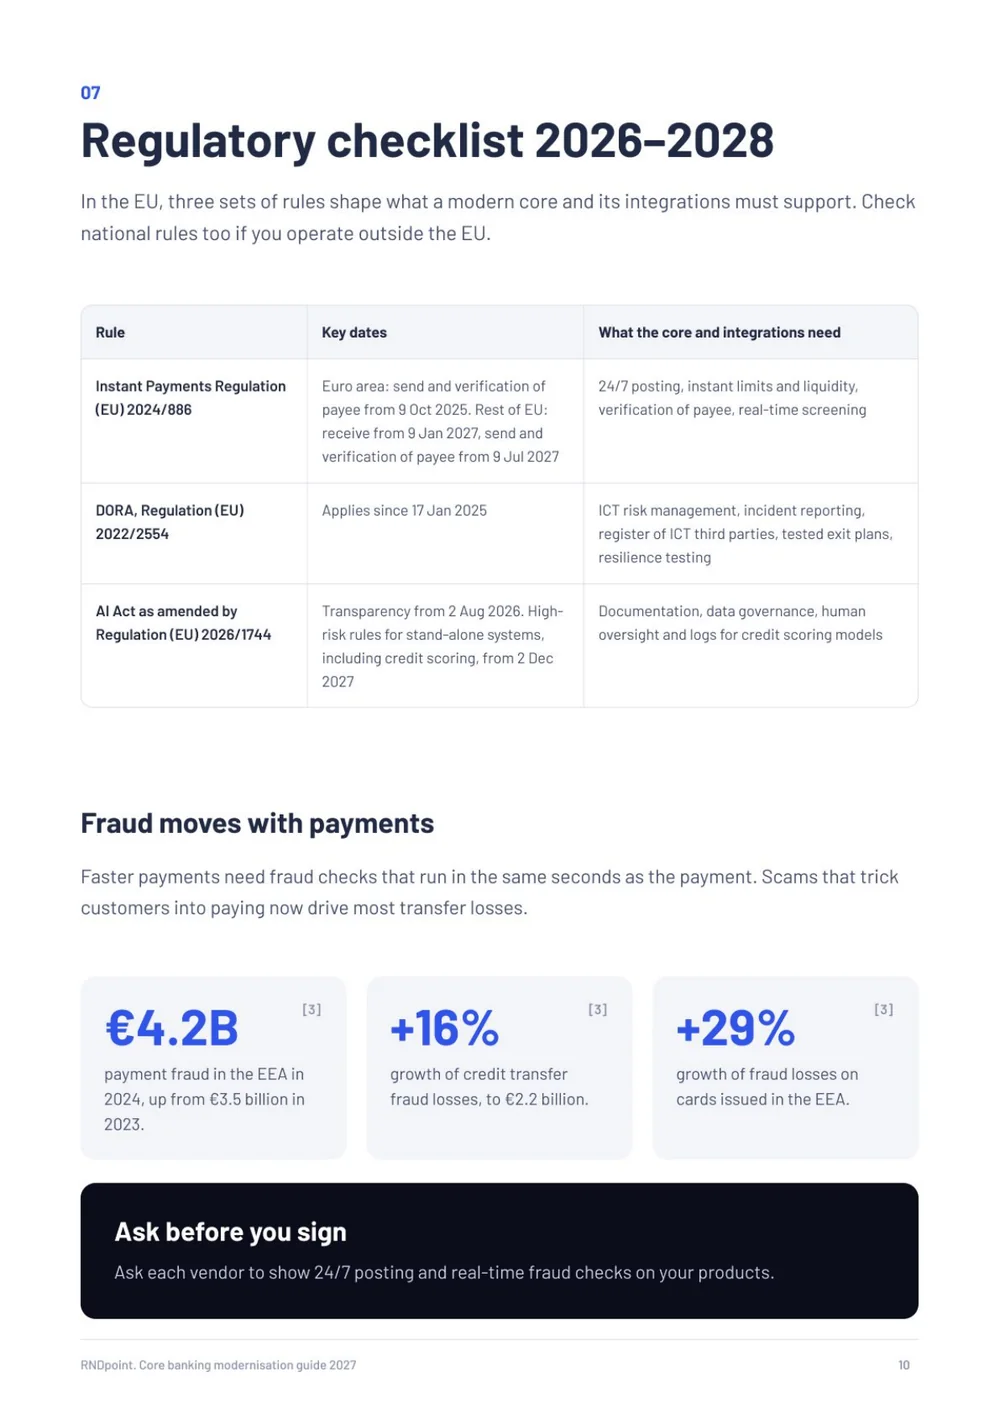 07
Regulatory checklist 2026–2028
In the EU, three sets of rules shape what a modern core and its integrations must support. Check
national rules too if you operate outside the EU.
Rule
Key dates
What the core and integrations need
Instant Payments Regulation
(EU) 2024/886
Euro area: send and verification of
payee from 9 Oct 2025. Rest of EU:
receive from 9 Jan 2027, send and
verification of payee from 9 Jul 2027
24/7 posting, instant limits and liquidity,
verification of payee, real-time screening
DORA, Regulation (EU)
2022/2554
Applies since 17 Jan 2025
ICT risk management, incident reporting,
register of ICT third parties, tested exit plans,
resilience testing
AI Act as amended by
Regulation (EU) 2026/1744
Transparency from 2 Aug 2026. High-
risk rules for stand-alone systems,
including credit scoring, from 2 Dec
2027
Documentation, data governance, human
oversight and logs for credit scoring models
Fraud moves with payments
Faster payments need fraud checks that run in the same seconds as the payment. Scams that trick
customers into paying now drive most transfer losses.
€4.2B
[3]
payment fraud in the EEA in
2024, up from €3.5 billion in
2023.
+16%
[3]
growth of credit transfer
fraud losses, to €2.2 billion.
+29%
[3]
growth of fraud losses on
cards issued in the EEA.
Ask before you sign
Ask each vendor to show 24/7 posting and real-time fraud checks on your products.
RNDpoint. Core banking modernisation guide 2027
10